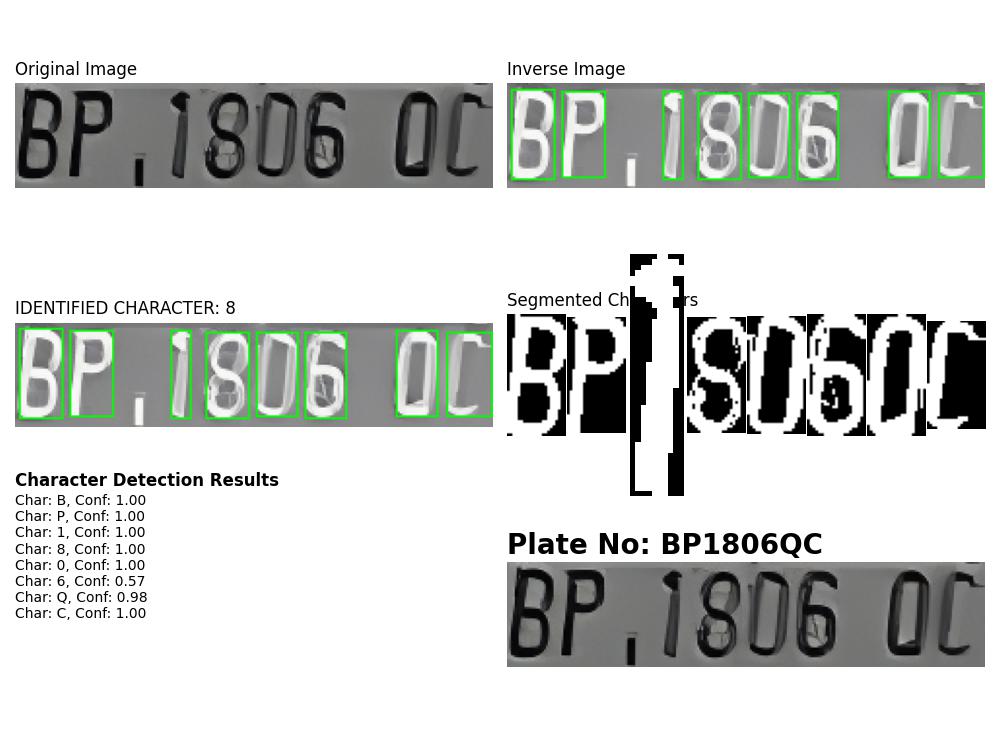 Original Image
BP 1806 QC
Inverse Image
BP 1806 QC
IDENTIFIED CHARACTER: 8
BP 1806 QC
Segmented Ch rs
BP1806QC
Character Detection Results
Char: B, Conf: 1.00
Char: P, Conf: 1.00
Char: 1, Conf: 1.00
Char: 8, Conf: 1.00
Char: 0, Conf: 1.00
Char: 6, Conf: 0.57
Char: Q, Conf: 0.98
Char: C, Conf: 1.00
Plate No: BP1806QC
BP 1806 QC